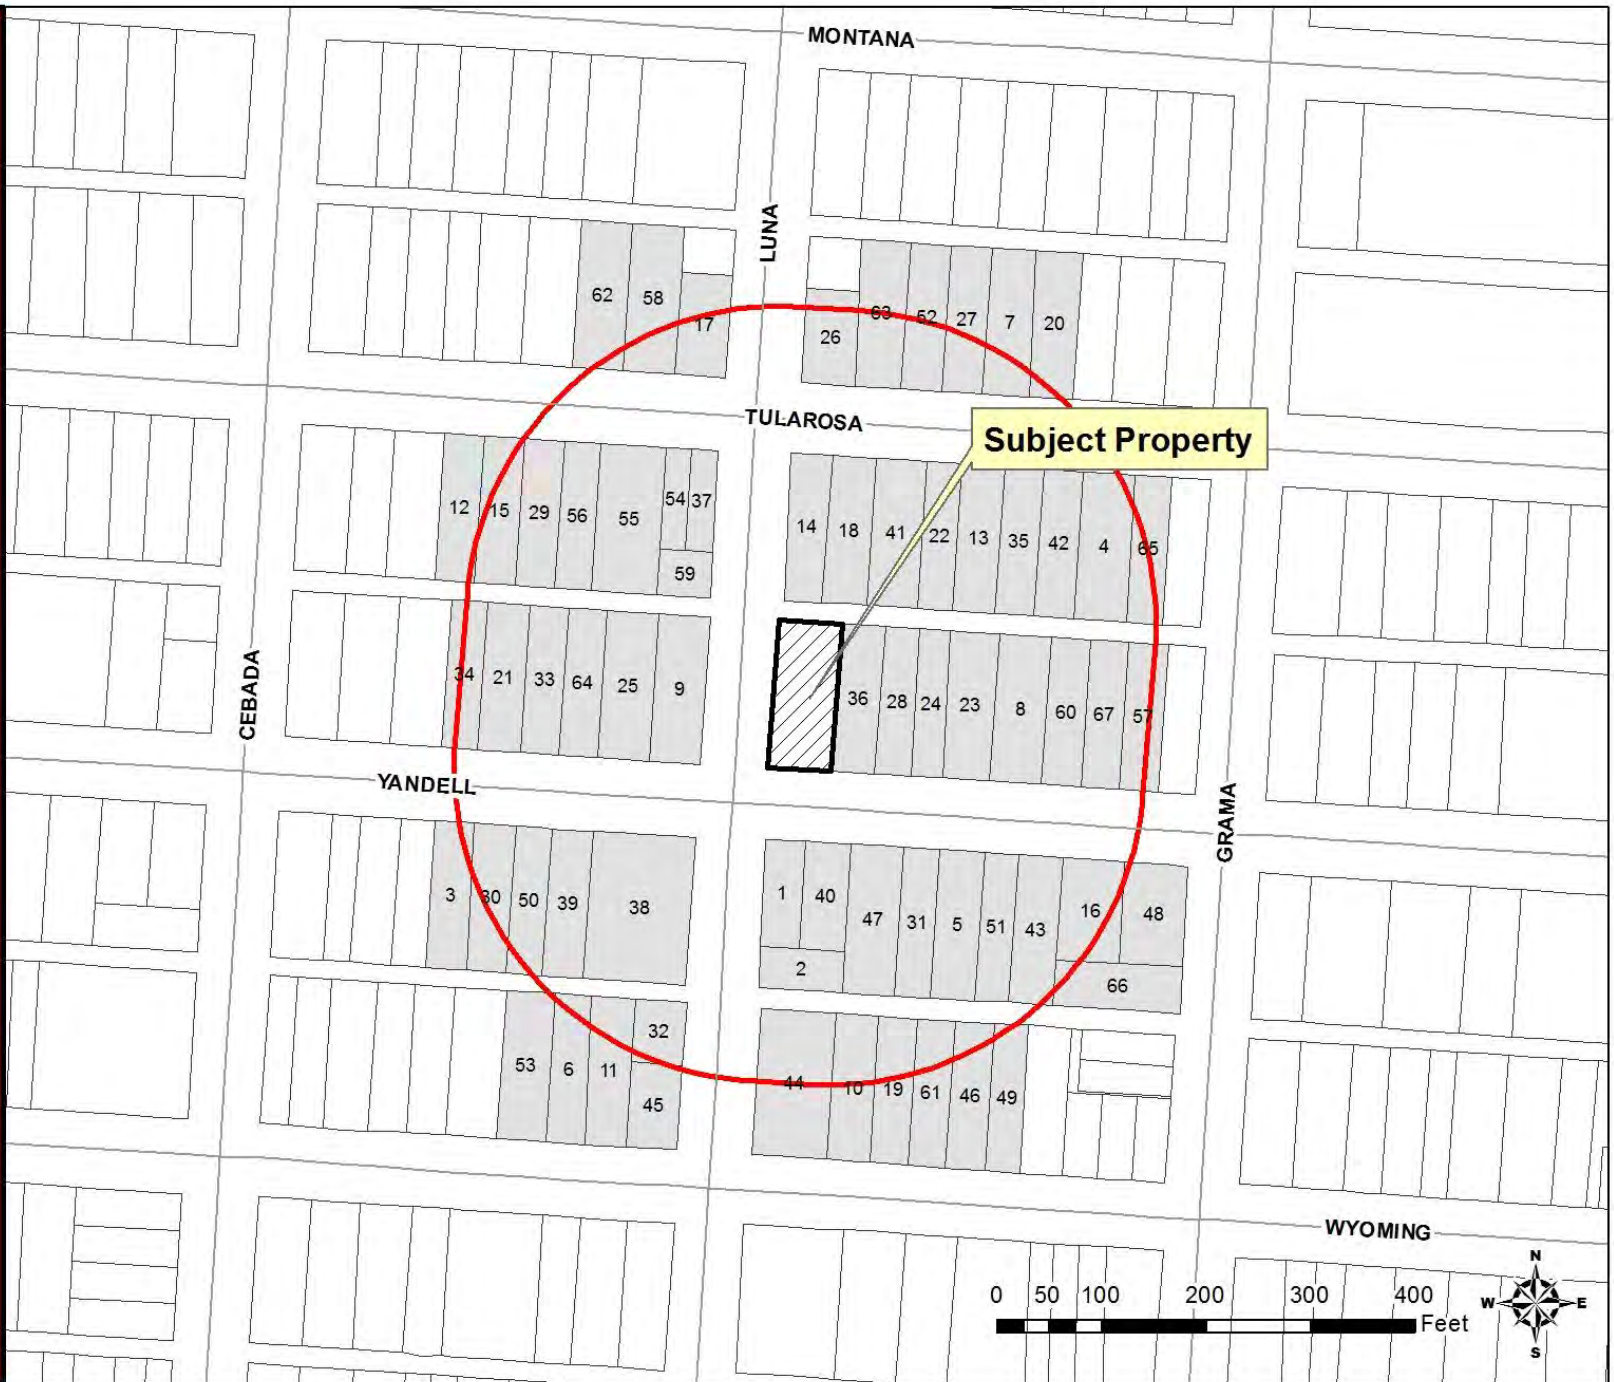 MONTANA
LUNA
62 58 17 26 63 52 27 7 20
TULAROSA
Subject Property
12 15 29 56 55 54 37 59
14 18 41 22 13 35 42 4 65
CEBADA
34 21 33 64 25 9
36 28 24 23 8 60 67 57
YANDELL
GRAMA
3 30 50 39 38
1 40 47 31 5 51 43 16 48
2 66
53 6 11 32 45
44 10 19 61 46 49
WYOMING
0 50 100 200 300 400
Feet
N
W E
S